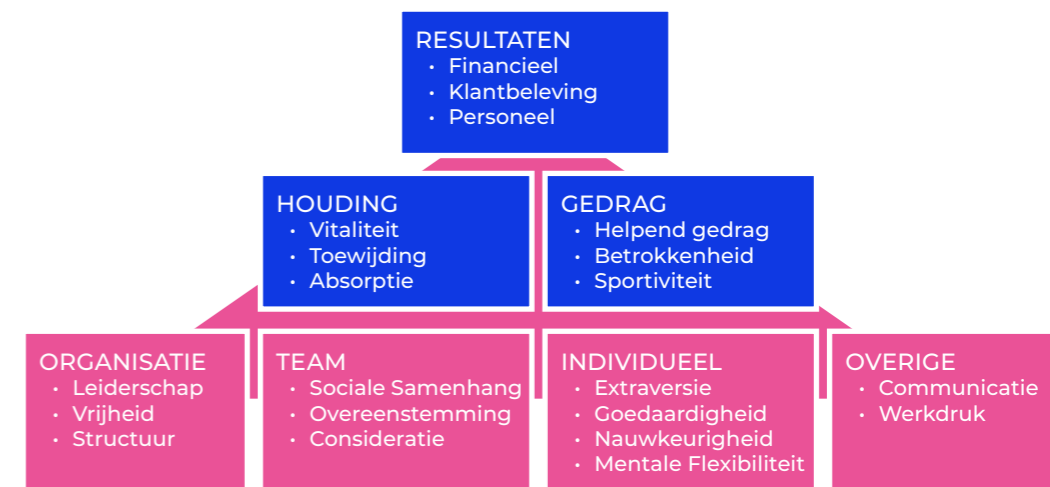 RESULTATEN
• Financieel
• Klantbeleving
• Personeel
HOUDING
• Vitaliteit
• Toewijding
• Absorptie
GEDRAG
• Helpend gedrag
• Betrokkenheid
• Sportiviteit
ORGANISATIE
• Leiderschap
• Vrijheid
• Structuur
TEAM
• Sociale Samenhang
• Overeenstemming
• Consideratie
INDIVIDUEEL
• Extraversie
• Goedaardigheid
• Nauwkeurigheid
• Mentale Flexibiliteit
OVERIGE
• Communicatie
• Werkdruk